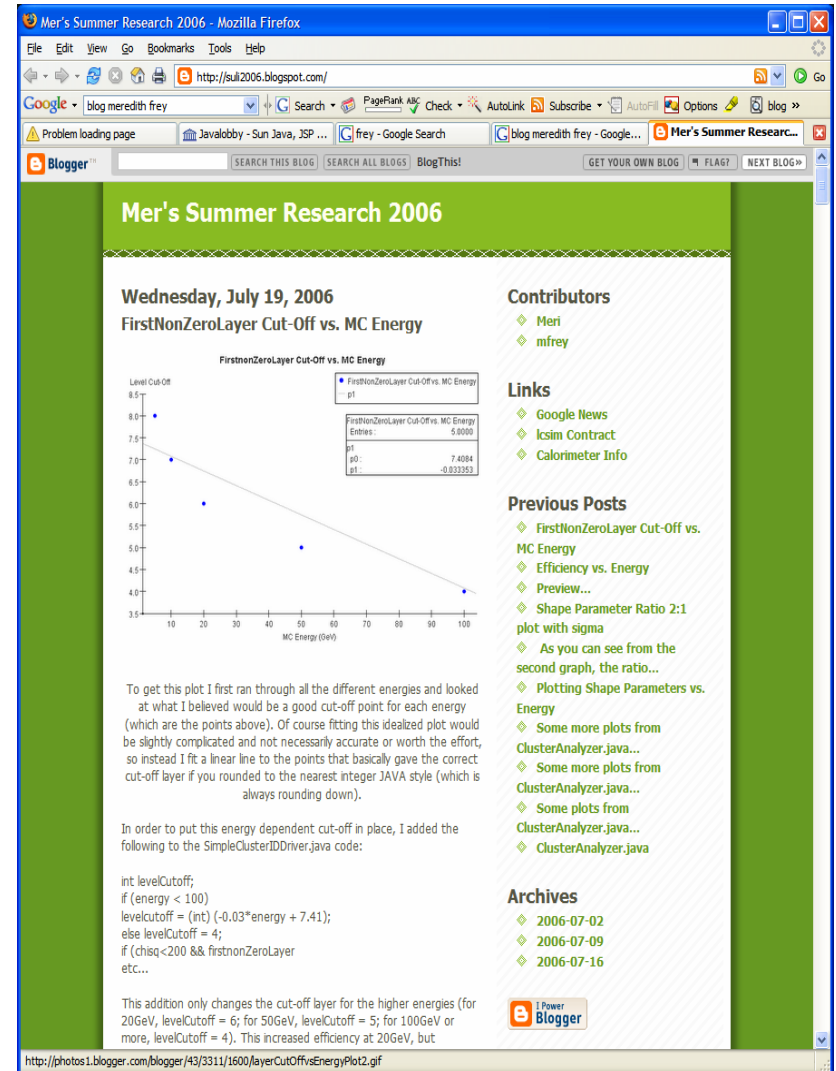 Mer's Summer Research 2006 - Mozilla Firefox
File Edit View Go Bookmarks Tools Help
http://suli2006.blogspot.com/ Go
Google blog meredith frey Search PageRank ABC Check AutoLink Subscribe AutoFill Options blog »
Problem loading page Javalobby - Sun Java, JSP ... frey - Google Search blog meredith frey - Google... Mer's Summer Researc...
Blogger™ SEARCH THIS BLOG SEARCH ALL BLOGS BlogThis! GET YOUR OWN BLOG FLAG? NEXT BLOG»
Mer's Summer Research 2006
Wednesday, July 19, 2006
FirstNonZeroLayer Cut-Off vs. MC Energy
FirstnonZeroLayer Cut-Off vs. MC Energy
Level Cut-Off
8.5
8.0
7.5
7.0
6.5
6.0
5.5
5.0
4.5
4.0
3.5
10 20 30 40 50 60 70 80 90 100
MC Energy (GeV)
FirstNonZeroLayer Cut-Off vs. MC Energy
p1
FirstNonZeroLayer Cut-Off vs. MC Energy
Entries : 5.0000
p1
p0 : 7.4084
p1 : -0.033353
To get this plot I first ran through all the different energies and looked
at what I believed would be a good cut-off point for each energy
(which are the points above). Of course fitting this idealized plot would
be slightly complicated and not necessarily accurate or worth the effort,
so instead I fit a linear line to the points that basically gave the correct
cut-off layer if you rounded to the nearest integer JAVA style (which is
always rounding down).
In order to put this energy dependent cut-off in place, I added the
following to the SimpleClusterIDDriver.java code:
int levelCutoff;
if (energy < 100)
levelcutoff = (int) (-0.03*energy + 7.41);
else levelCutoff = 4;
if (chisq<200 && firstnonZeroLayer
etc...
This addition only changes the cut-off layer for the higher energies (for
20GeV, levelCutoff = 6; for 50GeV, levelCutoff = 5; for 100GeV or
more, levelCutoff = 4). This increased efficiency at 20GeV, but
Contributors
Meri
mfrey
Links
Google News
lcsim Contract
Calorimeter Info
Previous Posts
FirstNonZeroLayer Cut-Off vs.
MC Energy
Efficiency vs. Energy
Preview...
Shape Parameter Ratio 2:1
plot with sigma
As you can see from the
second graph, the ratio...
Plotting Shape Parameters vs.
Energy
Some more plots from
ClusterAnalyzer.java...
Some more plots from
ClusterAnalyzer.java...
Some plots from
ClusterAnalyzer.java...
ClusterAnalyzer.java
Archives
2006-07-02
2006-07-09
2006-07-16
I Power
Blogger
http://photos1.blogger.com/blogger/43/3311/1600/layerCutOffvsEnergyPlot2.gif